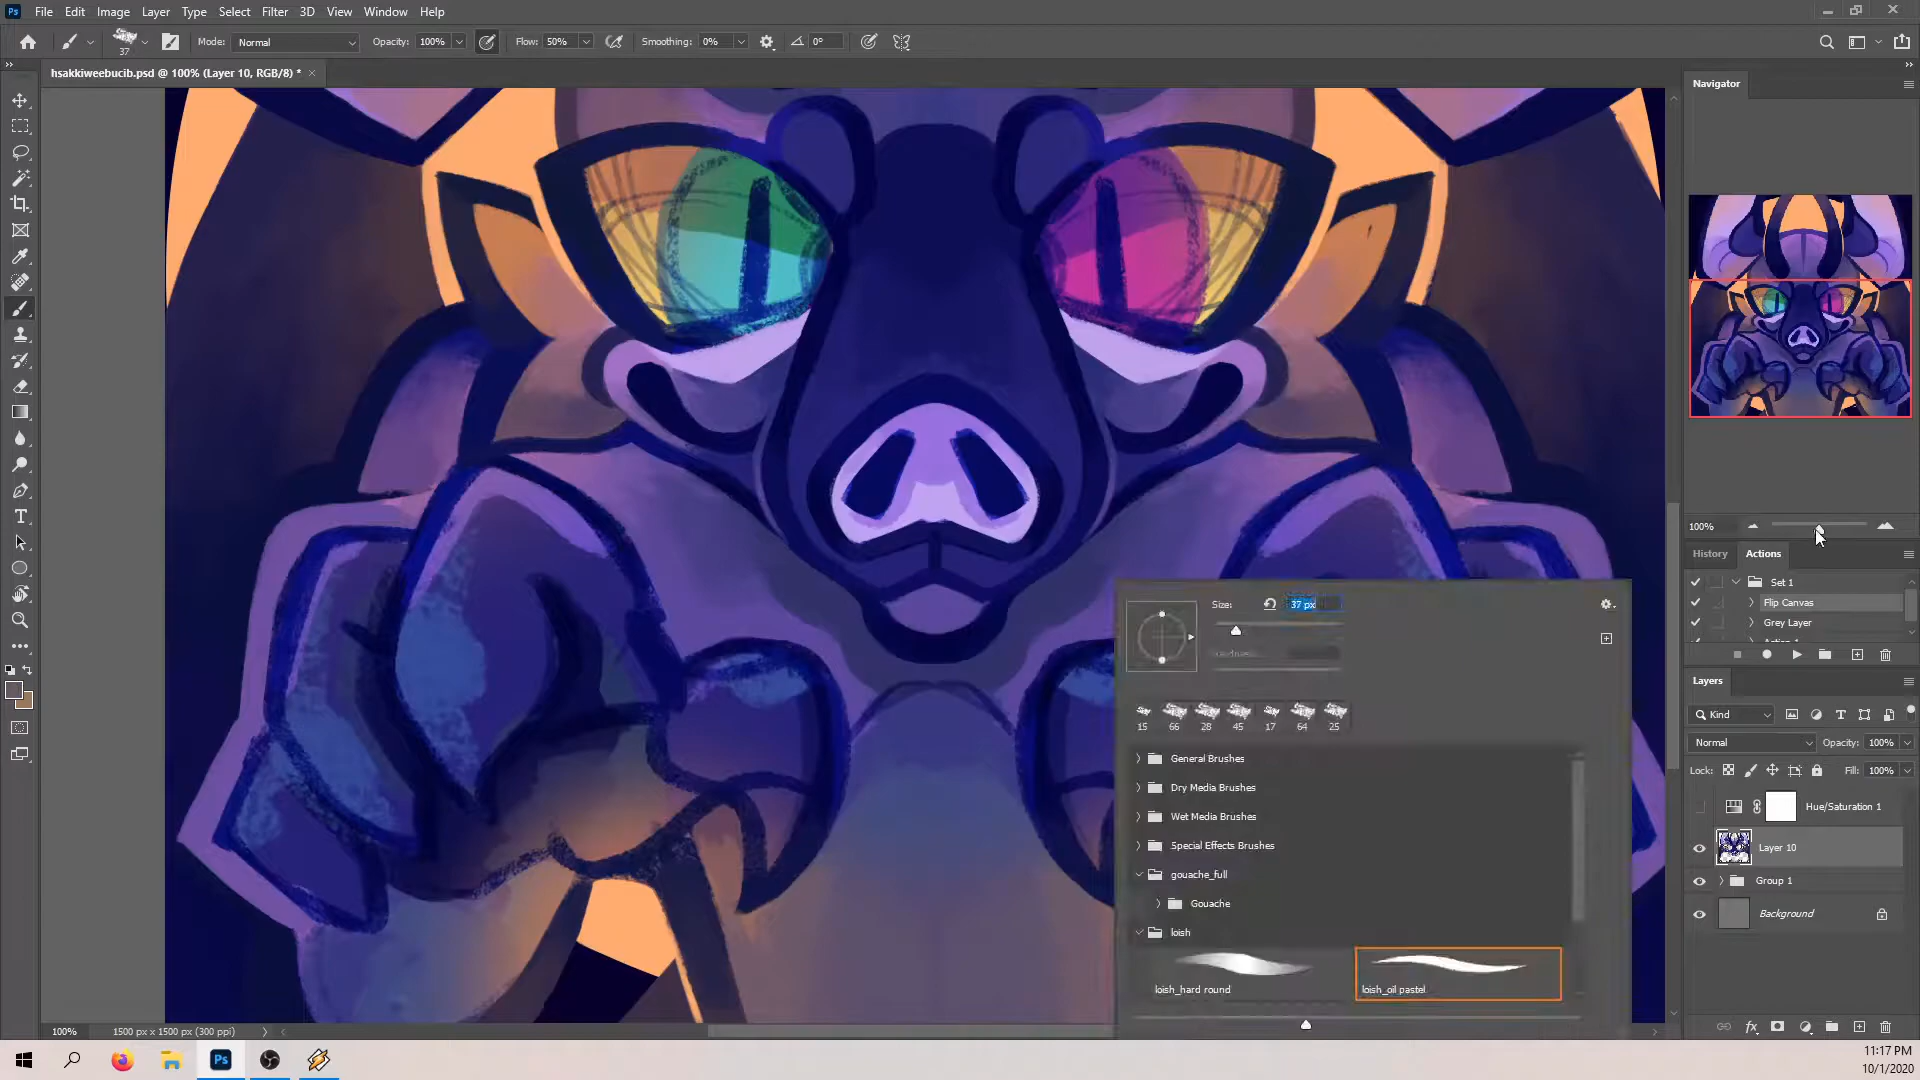 Ps File Edit Image Layer Type Select Filter 3D View Window Help
37 Mode: Normal Opacity: 100% Flow: 50% Smoothing: 0% 0°
hsakkiweebucib.psd @ 100% (Layer 10, RGB/8) *
Navigator
100%
History Actions
Set 1
Flip Canvas
Grey Layer
Size: 37 px
15 66 28 45 17 64 25
General Brushes
Dry Media Brushes
Wet Media Brushes
Special Effects Brushes
gouache_full
Gouache
loish
loish_hard round loish_oil pastel
Layers
Kind
Normal Opacity: 100%
Lock: Fill: 100%
Hue/Saturation 1
Layer 10
Group 1
Background
fx
100% 1500 px x 1500 px (300 ppi)
Ps
11:17 PM
10/1/2020